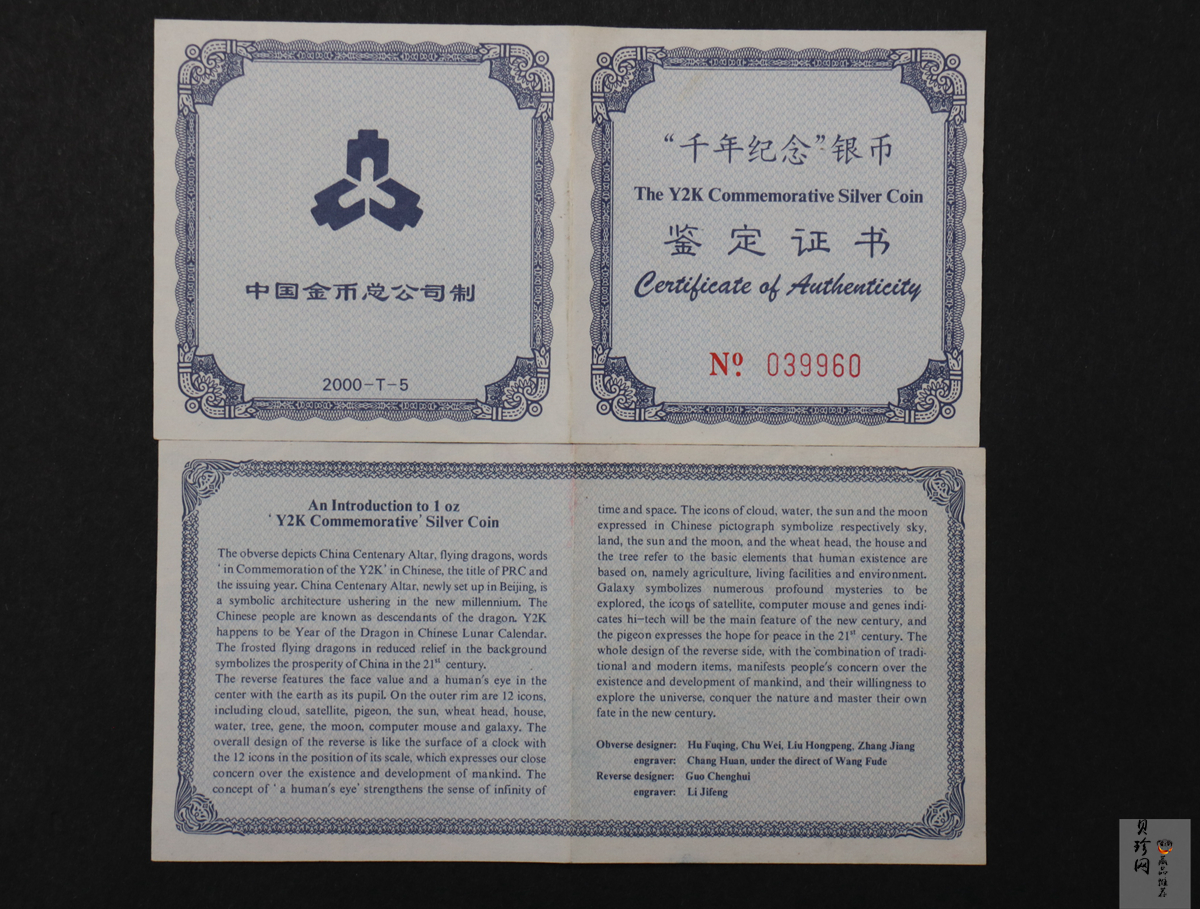 中国金币总公司制
2000-T-5
“千年纪念”银币
The Y2K Commemorative Silver Coin
鉴定证书
Certificate of Authenticity
Nº. 039960
An Introduction to 1 oz
'Y2K Commemorative' Silver Coin
The obverse depicts China Centenary Altar, flying dragons, words
'in Commemoration of the Y2K' in Chinese, the title of PRC and
the issuing year. China Centenary Altar, newly set up in Beijing, is
a symbolic architecture ushering in the new millennium. The
Chinese people are known as descendants of the dragon. Y2K
happens to be Year of the Dragon in Chinese Lunar Calendar.
The frosted flying dragons in reduced relief in the background
symbolizes the prosperity of China in the 21st century.
The reverse features the face value and a human's eye in the
center with the earth as its pupil. On the outer rim are 12 icons,
including cloud, satellite, pigeon, the sun, wheat head, house,
water, tree, gene, the moon, computer mouse and galaxy. The
overall design of the reverse is like the surface of a clock with
the 12 icons in the position of its scale, which expresses our close
concern over the existence and development of mankind. The
concept of 'a human's eye' strengthens the sense of infinity of
time and space. The icons of cloud, water, the sun and the moon
expressed in Chinese pictograph symbolize respectively sky,
land, the sun and the moon, and the wheat head, the house and
the tree refer to the basic elements that human existence are
based on, namely agriculture, living facilities and environment.
Galaxy symbolizes numerous profound mysteries to be
explored, the icops of satellite, computer mouse and genes indi-
cates hi-tech will be the main feature of the new century, and
the pigeon expresses the hope for peace in the 21st century. The
whole design of the reverse side, with the combination of tradi-
tional and modern items, manifests people's concern over the
existence and development of mankind, and their willingness to
explore the universe, conquer the nature and master their own
fate in the new century.
Obverse designer: Hu Fuqing, Chu Wei, Liu Hongpeng, Zhang Jiang
engraver: Chang Huan, under the direct of Wang Fude
Reverse designer: Guo Chenghui
engraver: Li Jifeng
贝珍网
藏品推荐